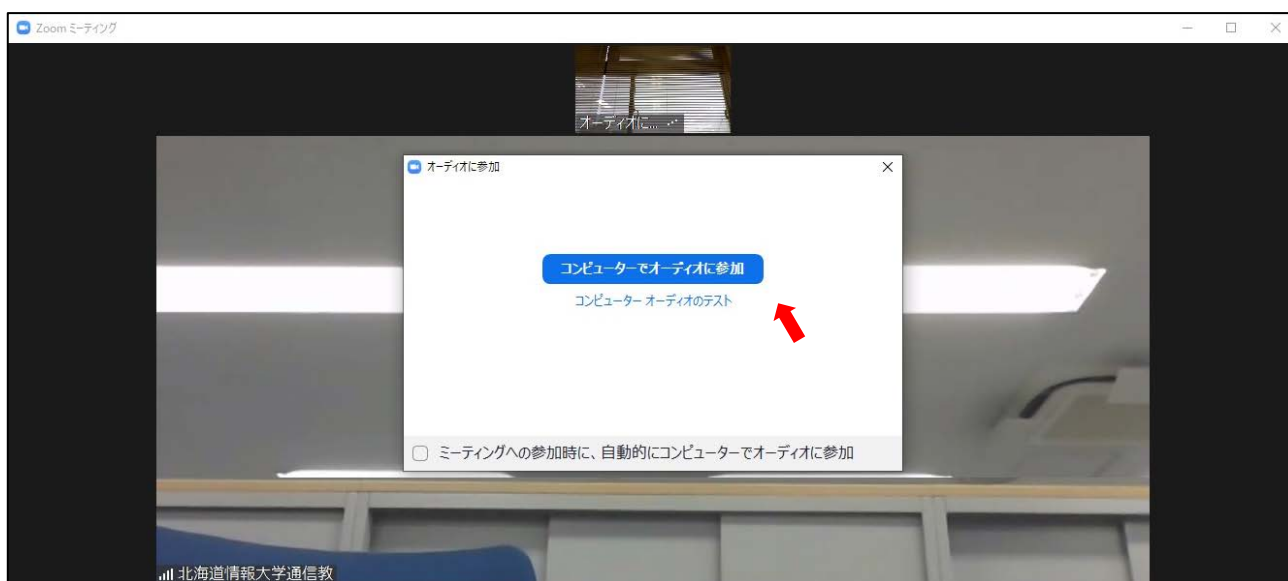 Zoom ミーティング
オーディオに...
オーディオに参加
コンピューターでオーディオに参加
コンピューター オーディオのテスト
ミーティングへの参加時に、自動的にコンピューターでオーディオに参加
北海道情報大学通信教